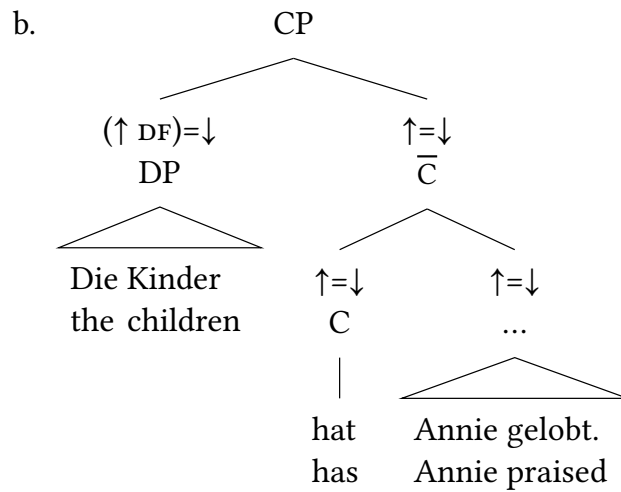 b. CP
(↑ DF)=↓ ↑=↓
DP C̅
Die Kinder ↑=↓ ↑=↓
the children C ...
hat Annie gelobt.
has Annie praised